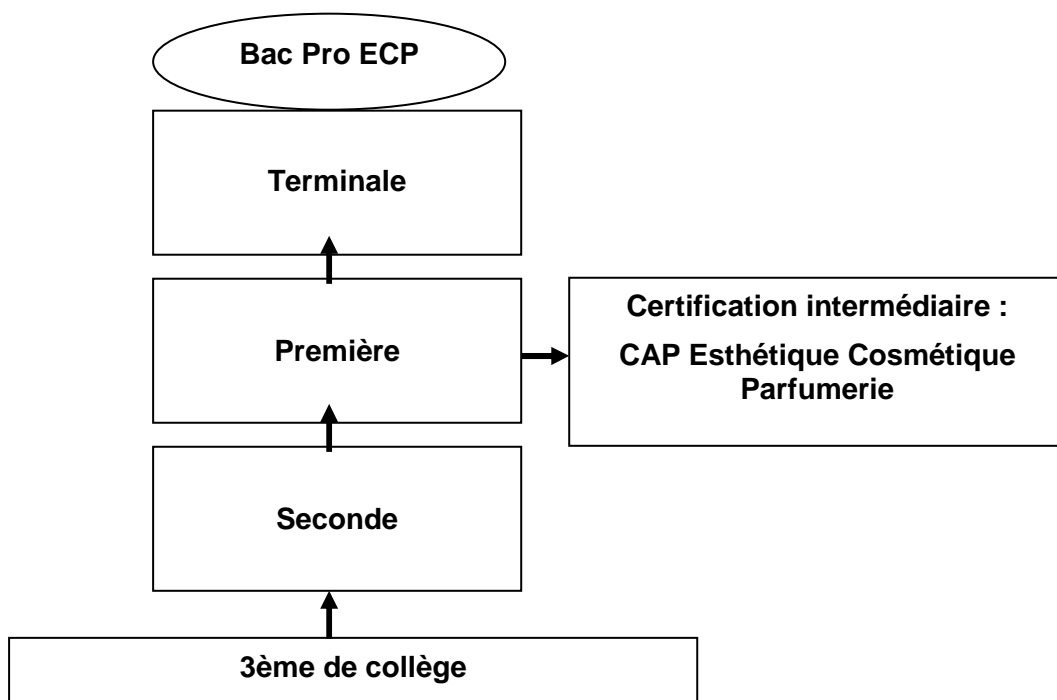 Bac Pro ECP
Terminale
Première
Certification intermédiaire :
CAP Esthétique Cosmétique
Parfumerie
Seconde
3ème de collège